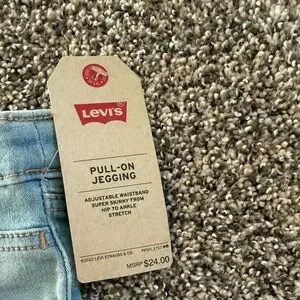 LEVI'S
PULL-ON
JEGGING
ADJUSTABLE WAISTBAND
SUPER SKINNY FROM
HIP TO ANKLE
STRETCH
©2022 LEVI STRAUSS & CO.
MSRP $24.00